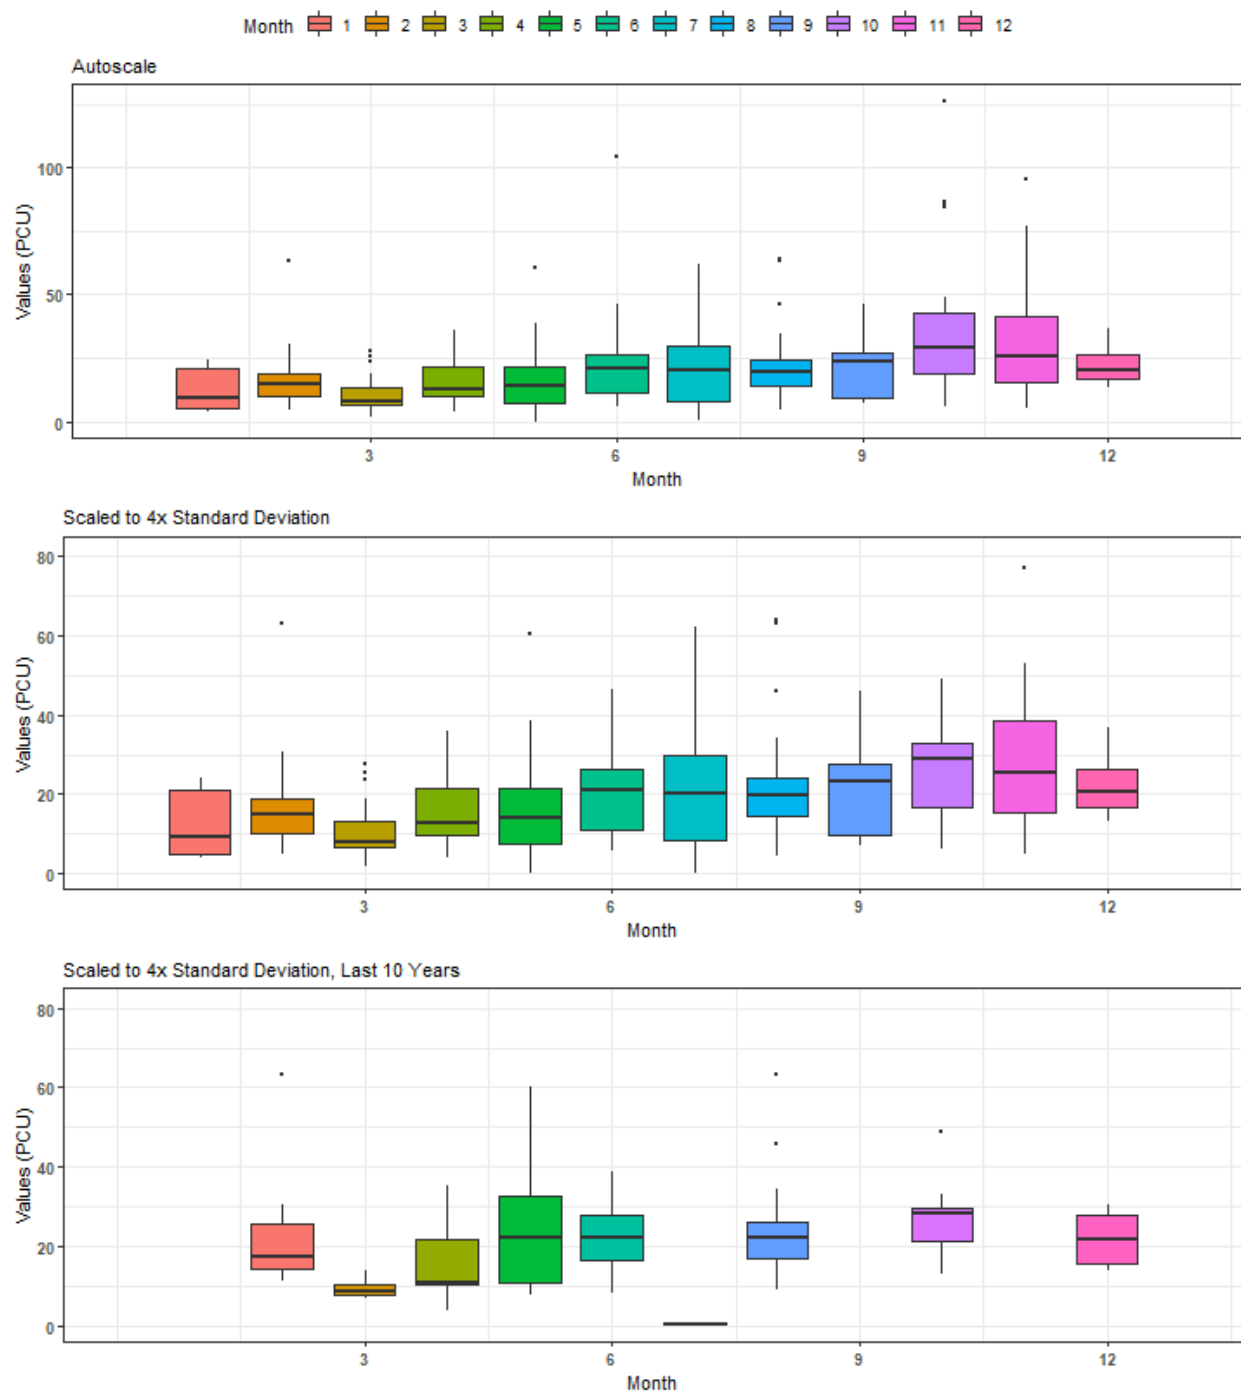 Month 1 2 3 4 5 6 7 8 9 10 11 12
Autoscale
Values (PCU)
100
50
0
3 6 9 12
Month
Scaled to 4x Standard Deviation
Values (PCU)
80
60
40
20
0
3 6 9 12
Month
Scaled to 4x Standard Deviation, Last 10 Years
Values (PCU)
80
60
40
20
0
3 6 9 12
Month